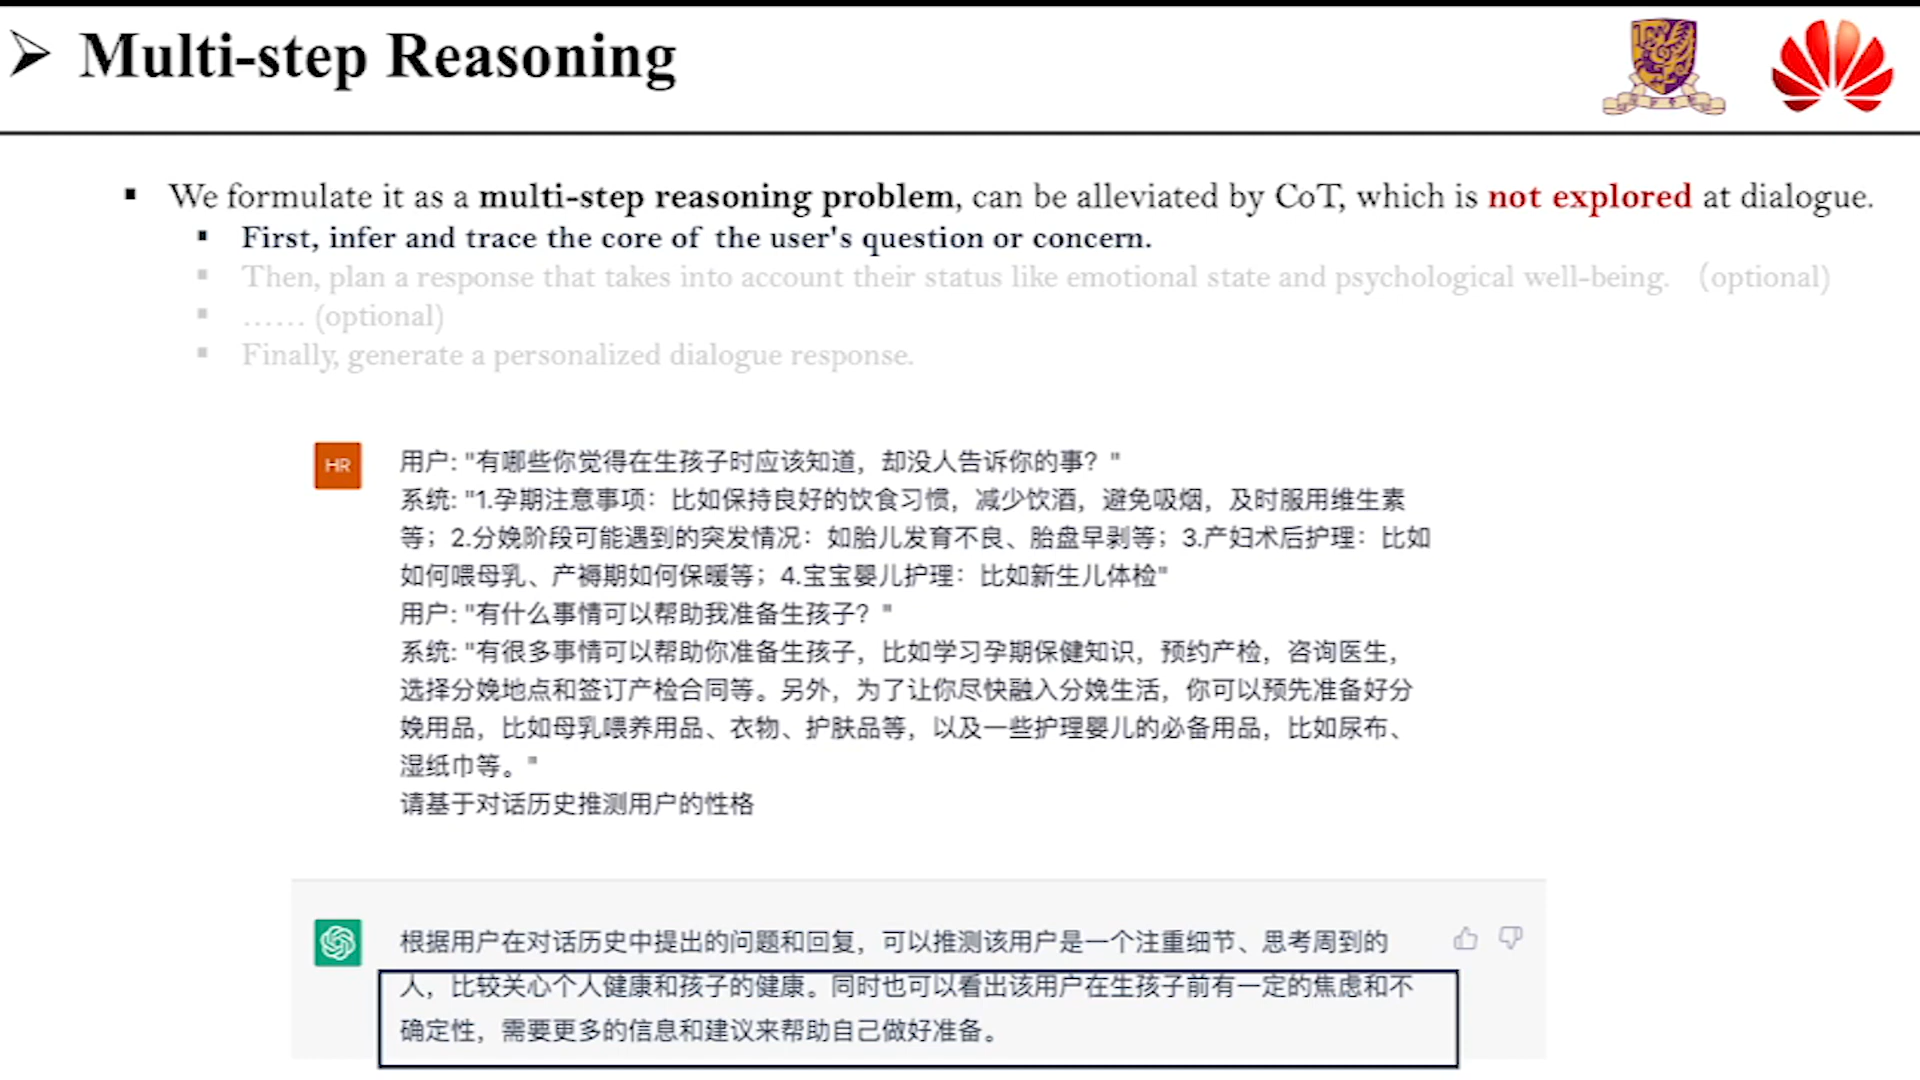 Multi-step Reasoning
We formulate it as a multi-step reasoning problem, can be alleviated by CoT, which is not explored at dialogue.
First, infer and trace the core of the user's question or concern.
Then, plan a response that takes into account their status like emotional state and psychological well-being. (optional)
…… (optional)
Finally, generate a personalized dialogue response.
HR
用户: "有哪些你觉得在生孩子时应该知道，却没人告诉你的事？"
系统: "1.孕期注意事项：比如保持良好的饮食习惯，减少饮酒，避免吸烟，及时服用维生素
等；2.分娩阶段可能遇到的突发情况：如胎儿发育不良、胎盘早剥等；3.产妇术后护理：比如
如何喂母乳、产褥期如何保暖等；4.宝宝婴儿护理：比如新生儿体检"
用户: "有什么事情可以帮助我准备生孩子？"
系统: "有很多事情可以帮助你准备生孩子，比如学习孕期保健知识，预约产检，咨询医生，
选择分娩地点和签订产检合同等。另外，为了让你尽快融入分娩生活，你可以预先准备好分
娩用品，比如母乳喂养用品、衣物、护肤品等，以及一些护理婴儿的必备用品，比如尿布、
湿纸巾等。"
请基于对话历史推测用户的性格
根据用户在对话历史中提出的问题和回复，可以推测该用户是一个注重细节、思考周到的
人，比较关心个人健康和孩子的健康。同时也可以看出该用户在生孩子前有一定的焦虑和不
确定性，需要更多的信息和建议来帮助自己做好准备。